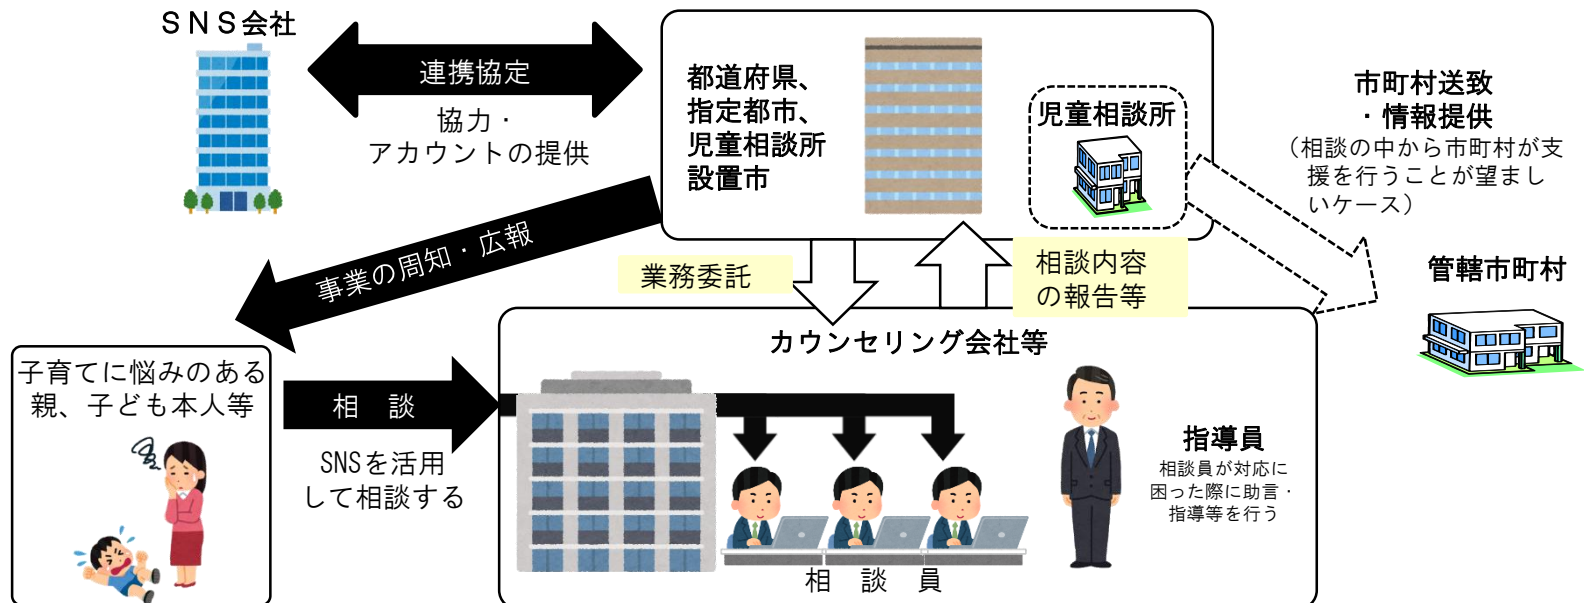 SNS会社
連携協定
協力・
アカウントの提供
都道府県、
指定都市、
児童相談所
設置市
児童相談所
市町村送致
・情報提供
（相談の中から市町村が支
援を行うことが望まし
いケース）
管轄市町村
事業の周知・広報
業務委託
相談内容
の報告等
子育てに悩みのある
親、子ども本人等
相 談
SNSを活用
して相談する
カウンセリング会社等
相 談 員
指導員
相談員が対応に
困った際に助言・
指導等を行う